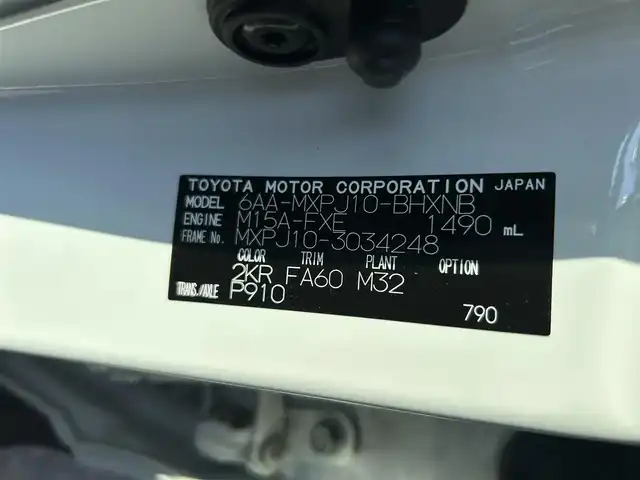 TOYOTA MOTOR CORPORATION JAPAN
MODEL 6AA-MXPJ10-BHXNB
ENGINE M15A-FXE 1490 mL
FRAME No. MXPJ10-3034248
COLOR TRIM PLANT OPTION
2KR FA60 M32
TRANS./AXLE P910
790